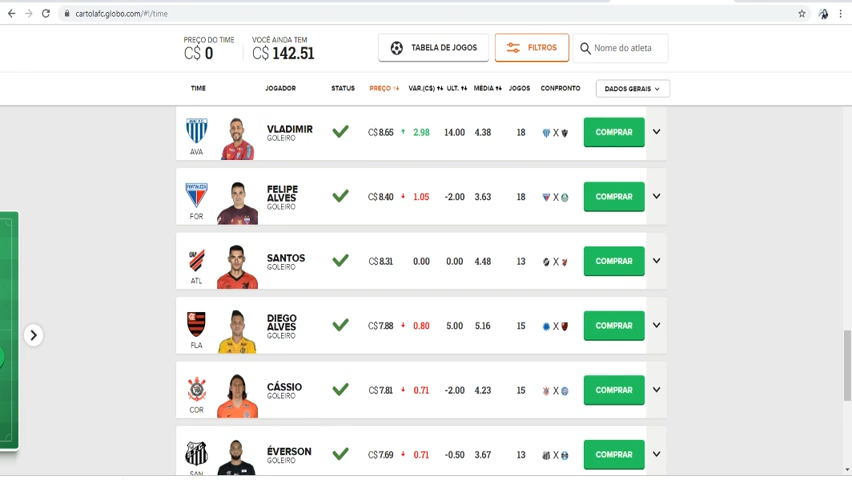 cartolafc.globo.com/#!/time
PREÇO DO TIME
C$ 0
VOCÊ AINDA TEM
C$ 142.51
TABELA DE JOGOS
FILTROS
Nome do atleta
TIME JOGADOR STATUS PREÇO VAR.(C$) ULT. MÉDIA JOGOS CONFRONTO DADOS GERAIS
AVA
VLADIMIR
GOLEIRO
C$ 8.65 2.98 14.00 4.38 18 X COMPRAR
FORTALEZA
FOR
FELIPE
ALVES
GOLEIRO
C$ 8.40 1.05 -2.00 3.63 18 X COMPRAR
ATL
SANTOS
GOLEIRO
C$ 8.31 0.00 0.00 4.48 13 X COMPRAR
FLA
DIEGO
ALVES
GOLEIRO
C$ 7.88 0.80 5.00 5.16 15 X COMPRAR
COR
CÁSSIO
GOLEIRO
C$ 7.81 0.71 -2.00 4.23 15 X COMPRAR
SAN
ÉVERSON
GOLEIRO
C$ 7.69 0.71 -0.50 3.67 13 X COMPRAR